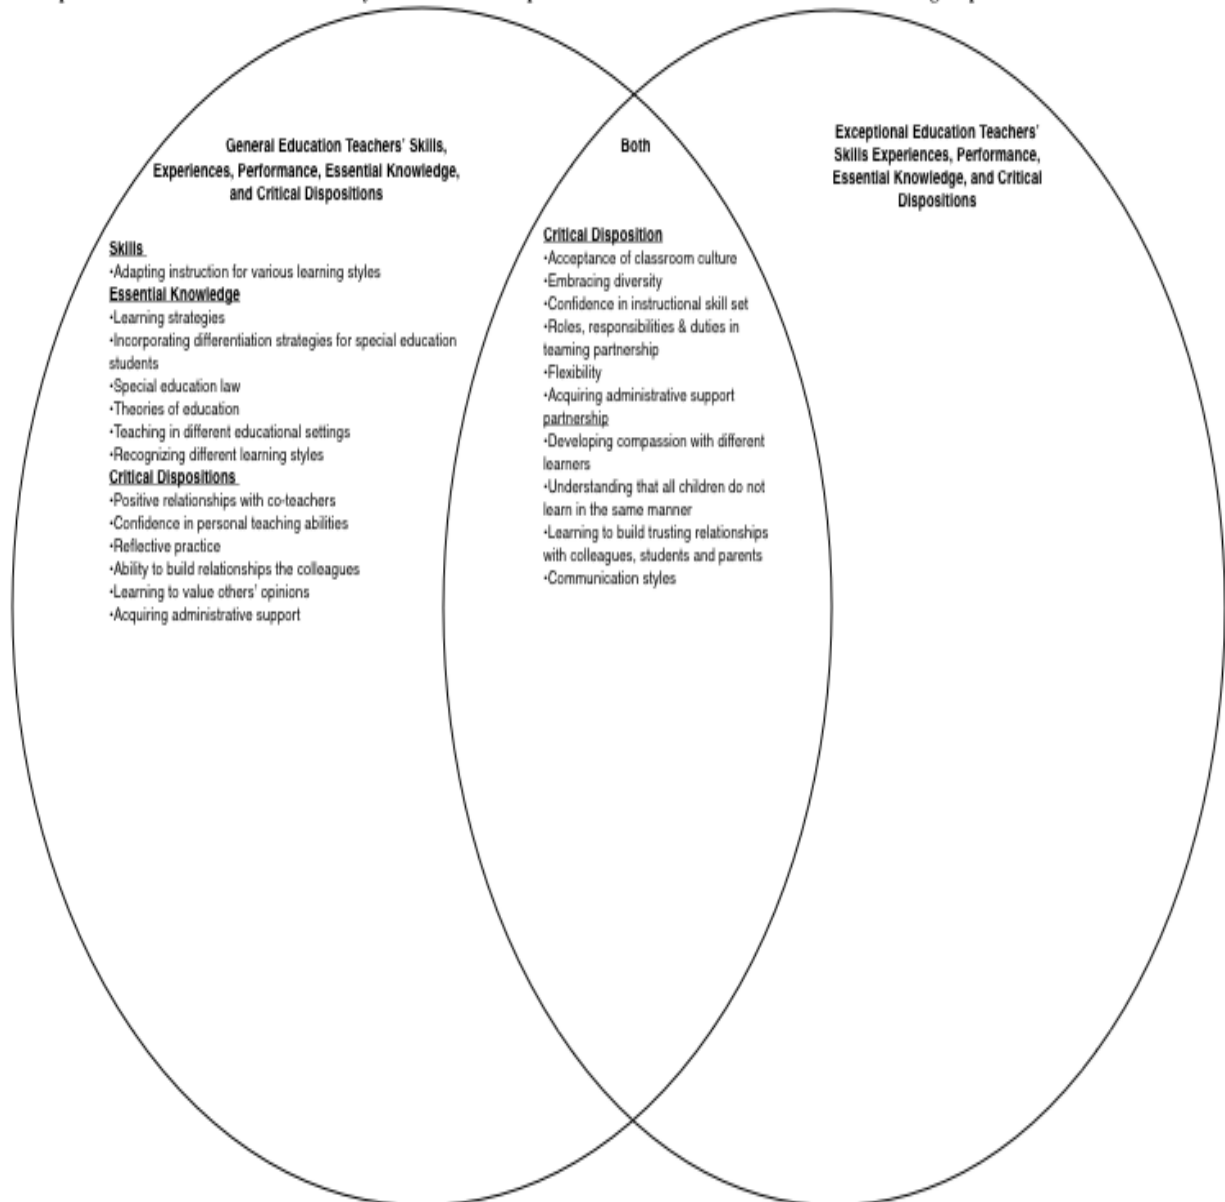 General Education Teachers' Skills,
Experiences, Performance, Essential Knowledge,
and Critical Dispositions
Skills
•Adapting instruction for various learning styles
Essential Knowledge
•Learning strategies
•Incorporating differentiation strategies for special education
students
•Special education law
•Theories of education
•Teaching in different educational settings
•Recognizing different learning styles
Critical Dispositions
•Positive relationships with co-teachers
•Confidence in personal teaching abilities
•Reflective practice
•Ability to build relationships the colleagues
•Learning to value others' opinions
•Acquiring administrative support
Both
Critical Disposition
•Acceptance of classroom culture
•Embracing diversity
•Confidence in instructional skill set
•Roles, responsibilities & duties in
teaming partnership
•Flexibility
•Acquiring administrative support
partnership
•Developing compassion with different
learners
•Understanding that all children do not
learn in the same manner
•Learning to build trusting relationships
with colleagues, students and parents
•Communication styles
Exceptional Education Teachers'
Skills Experiences, Performance,
Essential Knowledge, and Critical
Dispositions